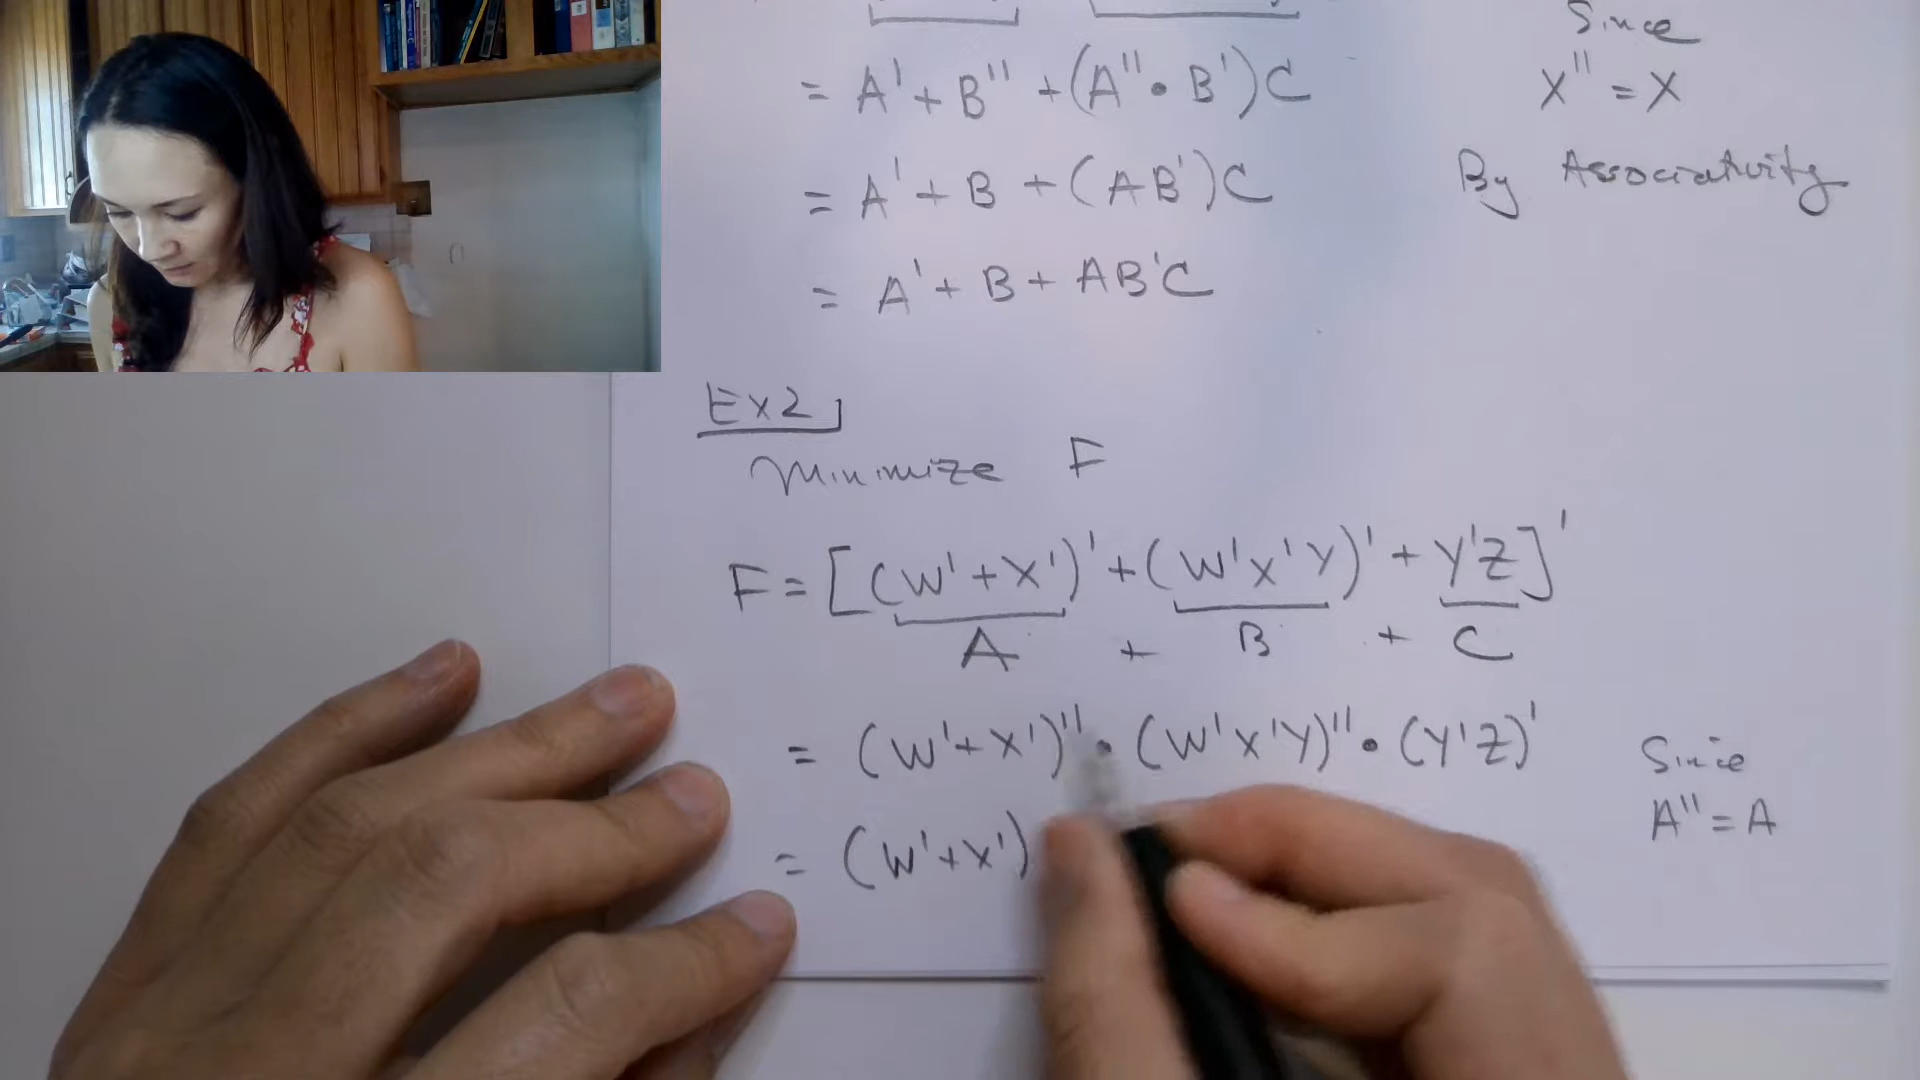 Since
= A' + B'' + (A'' • B')C
X'' = X
= A' + B + (AB')C
By Associativity
= A' + B + AB'C
Ex2
Minimize F
F = [(W'+X')' + (W'X'Y)' + Y'Z]'
A + B + C
= (W'+X')'' • (W'X'Y)'' • (Y'Z)'
Since
A'' = A
= (W'+X')